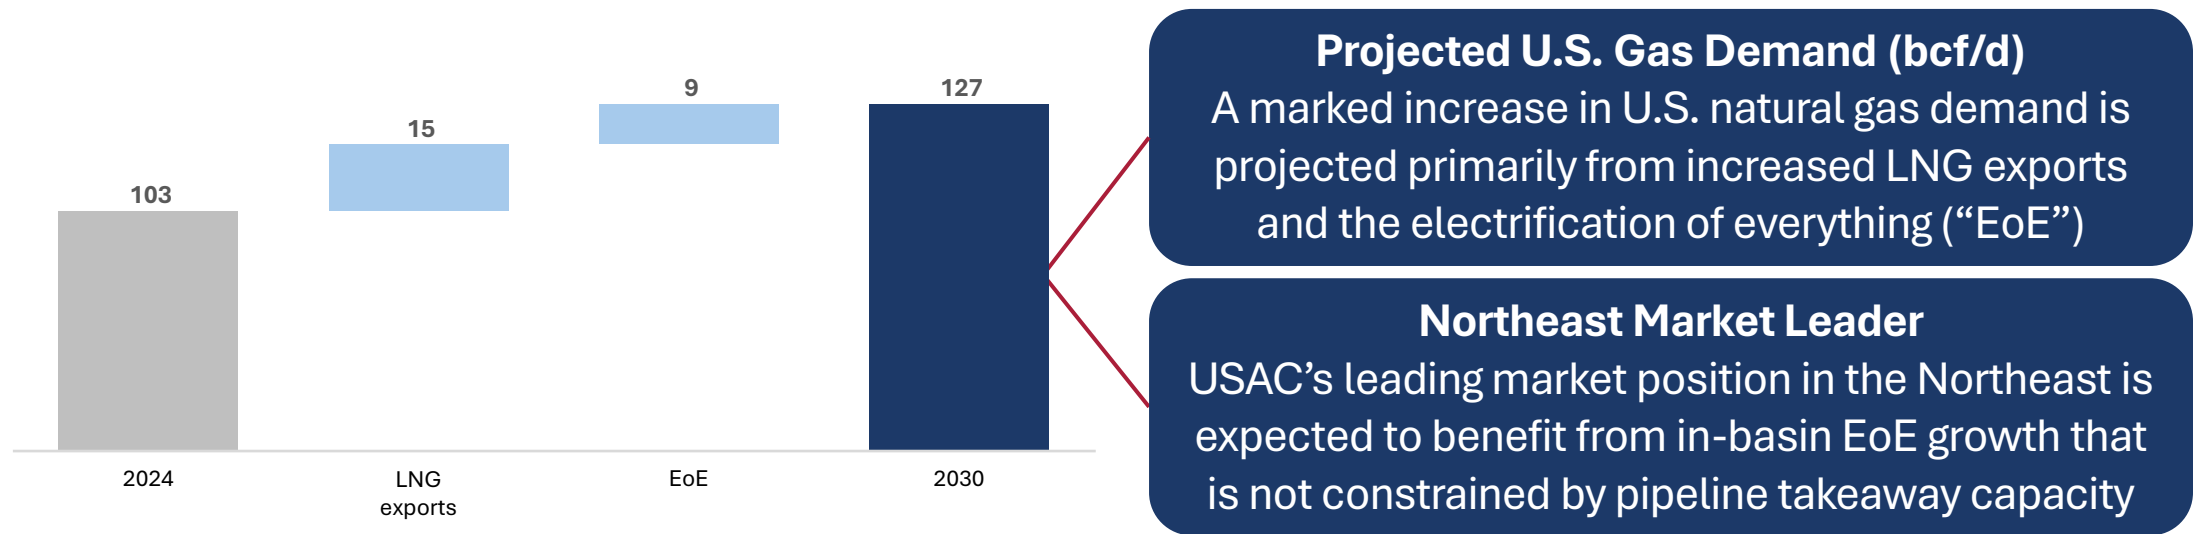 103
15
9
127
2024
LNG
exports
EoE
2030
Projected U.S. Gas Demand (bcf/d)
A marked increase in U.S. natural gas demand is
projected primarily from increased LNG exports
and the electrification of everything (“EoE”)
Northeast Market Leader
USAC’s leading market position in the Northeast is
expected to benefit from in-basin EoE growth that
is not constrained by pipeline takeaway capacity